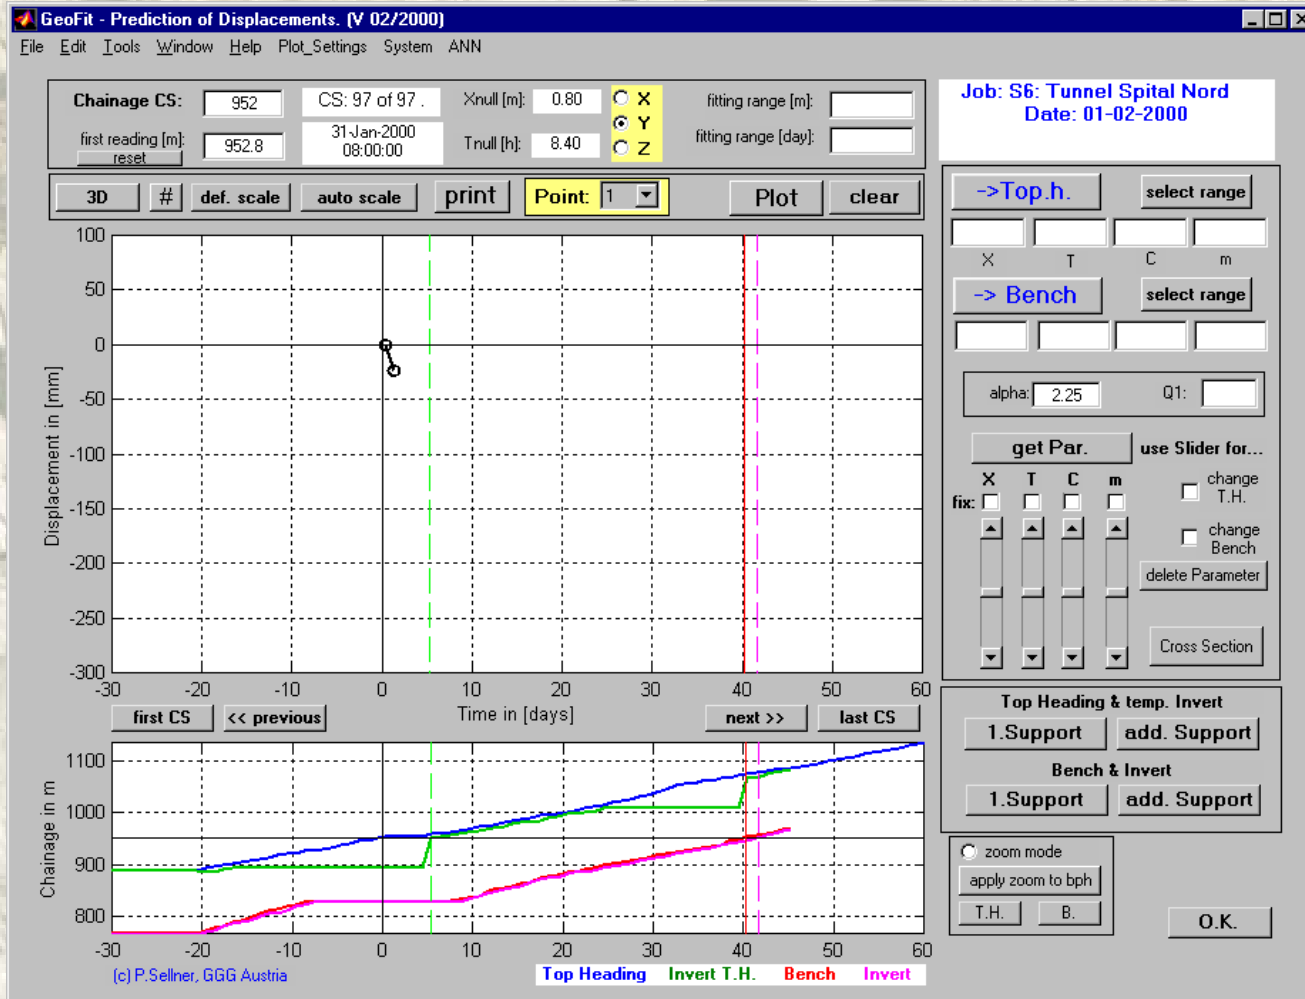 GeoFit - Prediction of Displacements. (V 02/2000)
File Edit Tools Window Help Plot_Settings System ANN
Chainage CS: 952 CS: 97 of 97 . Xnull [m]: 0.80 X fitting range [m]:
Y
first reading [m]: 952.8 31-Jan-2000 Tnull [h]: 8.40 fitting range [day]:
08:00:00 Z
reset
Job: S6: Tunnel Spital Nord
Date: 01-02-2000
3D # def. scale auto scale print Point: 1 Plot clear
->Top.h. select range
X T C m
-> Bench select range
alpha: 2.25 Q1:
get Par. use Slider for...
X T C m change
fix: T.H.
change
Bench
delete Parameter
Cross Section
100
50
0
-50
-100
-150
-200
-250
-300
Displacement in [mm]
-30 -20 -10 0 10 20 30 40 50 60
first CS << previous Time in [days] next >> last CS
Top Heading & temp. Invert
1.Support add. Support
Bench & Invert
1.Support add. Support
1100
1000
900
800
Chainage in m
-30 -20 -10 0 10 20 30 40 50 60
zoom mode
apply zoom to bph
T.H. B.
O.K.
(c) P.Sellner, GGG Austria Top Heading Invert T.H. Bench Invert